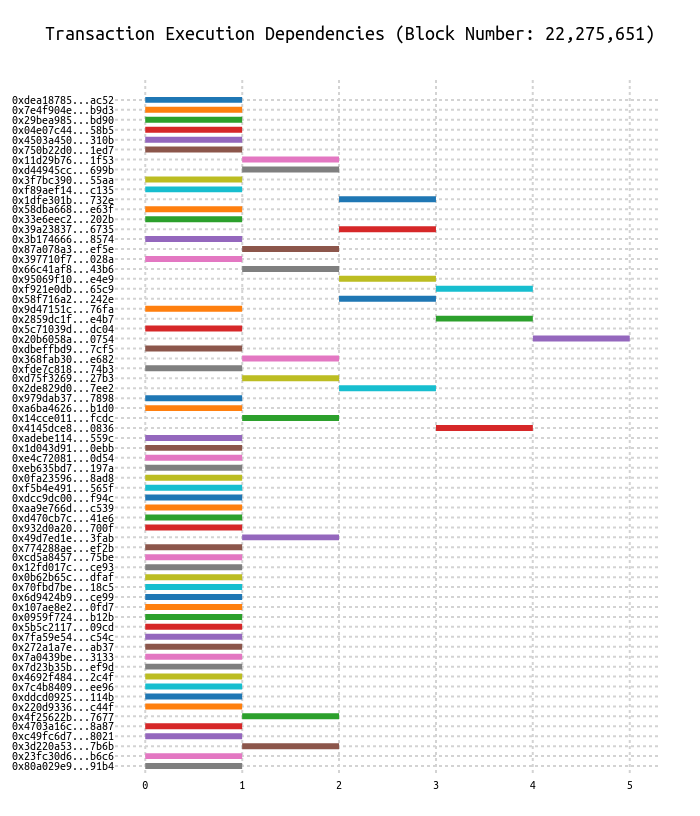 Transaction Execution Dependencies (Block Number: 22,275,651)
0xdea18785...ac52
0x7e4f904e...b9d3
0x29bea985...bd90
0x04e07c44...58b5
0x4503a450...310b
0x750b22d0...1ed7
0x11d29b76...1f53
0xd44945cc...699b
0x3f7bc390...55aa
0xf89aef14...c135
0x1dfe301b...732e
0x58dba668...e63f
0x33e6eec2...202b
0x39a23837...6735
0x3b174666...8574
0x87a078a3...ef5e
0x397710f7...028a
0x66c41af8...43b6
0x95069f10...e4e9
0xf921e0db...65c9
0x58f716a2...242e
0x9d47151c...76fa
0x2859dc1f...e4b7
0x5c71039d...dc04
0x20b6058a...0754
0xdbeffbd9...7cf5
0x368fab30...e682
0xfde7c818...74b3
0xd75f3269...27b3
0x2de829d0...7ee2
0x979dab37...7898
0xa6ba4626...b1d0
0x14cce011...fcdc
0x4145dce8...0836
0xadebe114...559c
0x1d043d91...0ebb
0xe4c72081...0d54
0xeb635bd7...197a
0x0fa23596...8ad8
0xf5b4e491...565f
0xdcc9dc00...f94c
0xaa9e766d...c539
0xd470cb7c...41e6
0x932d0a20...700f
0x49d7ed1e...3fab
0x774288ae...ef2b
0xcd5a8457...75be
0x12fd017c...ce93
0x0b62b65c...dfaf
0x70fbd7be...18c5
0x6d9424b9...ce99
0x107ae8e2...0fd7
0x0959f724...b12b
0x5b5c2117...09cd
0x7fa59e54...c54c
0x272a1a7e...ab37
0x7a0439be...3133
0x7d23b35b...ef9d
0x4692f484...2c4f
0x7c4b8409...ee96
0xddcd0925...114b
0x220d9336...c44f
0x4f25622b...7677
0x4703a16c...8a87
0xc49fc6d7...8021
0x3d220a53...7b6b
0x23fc30d6...b6c6
0x80a029e9...91b4
0 1 2 3 4 5